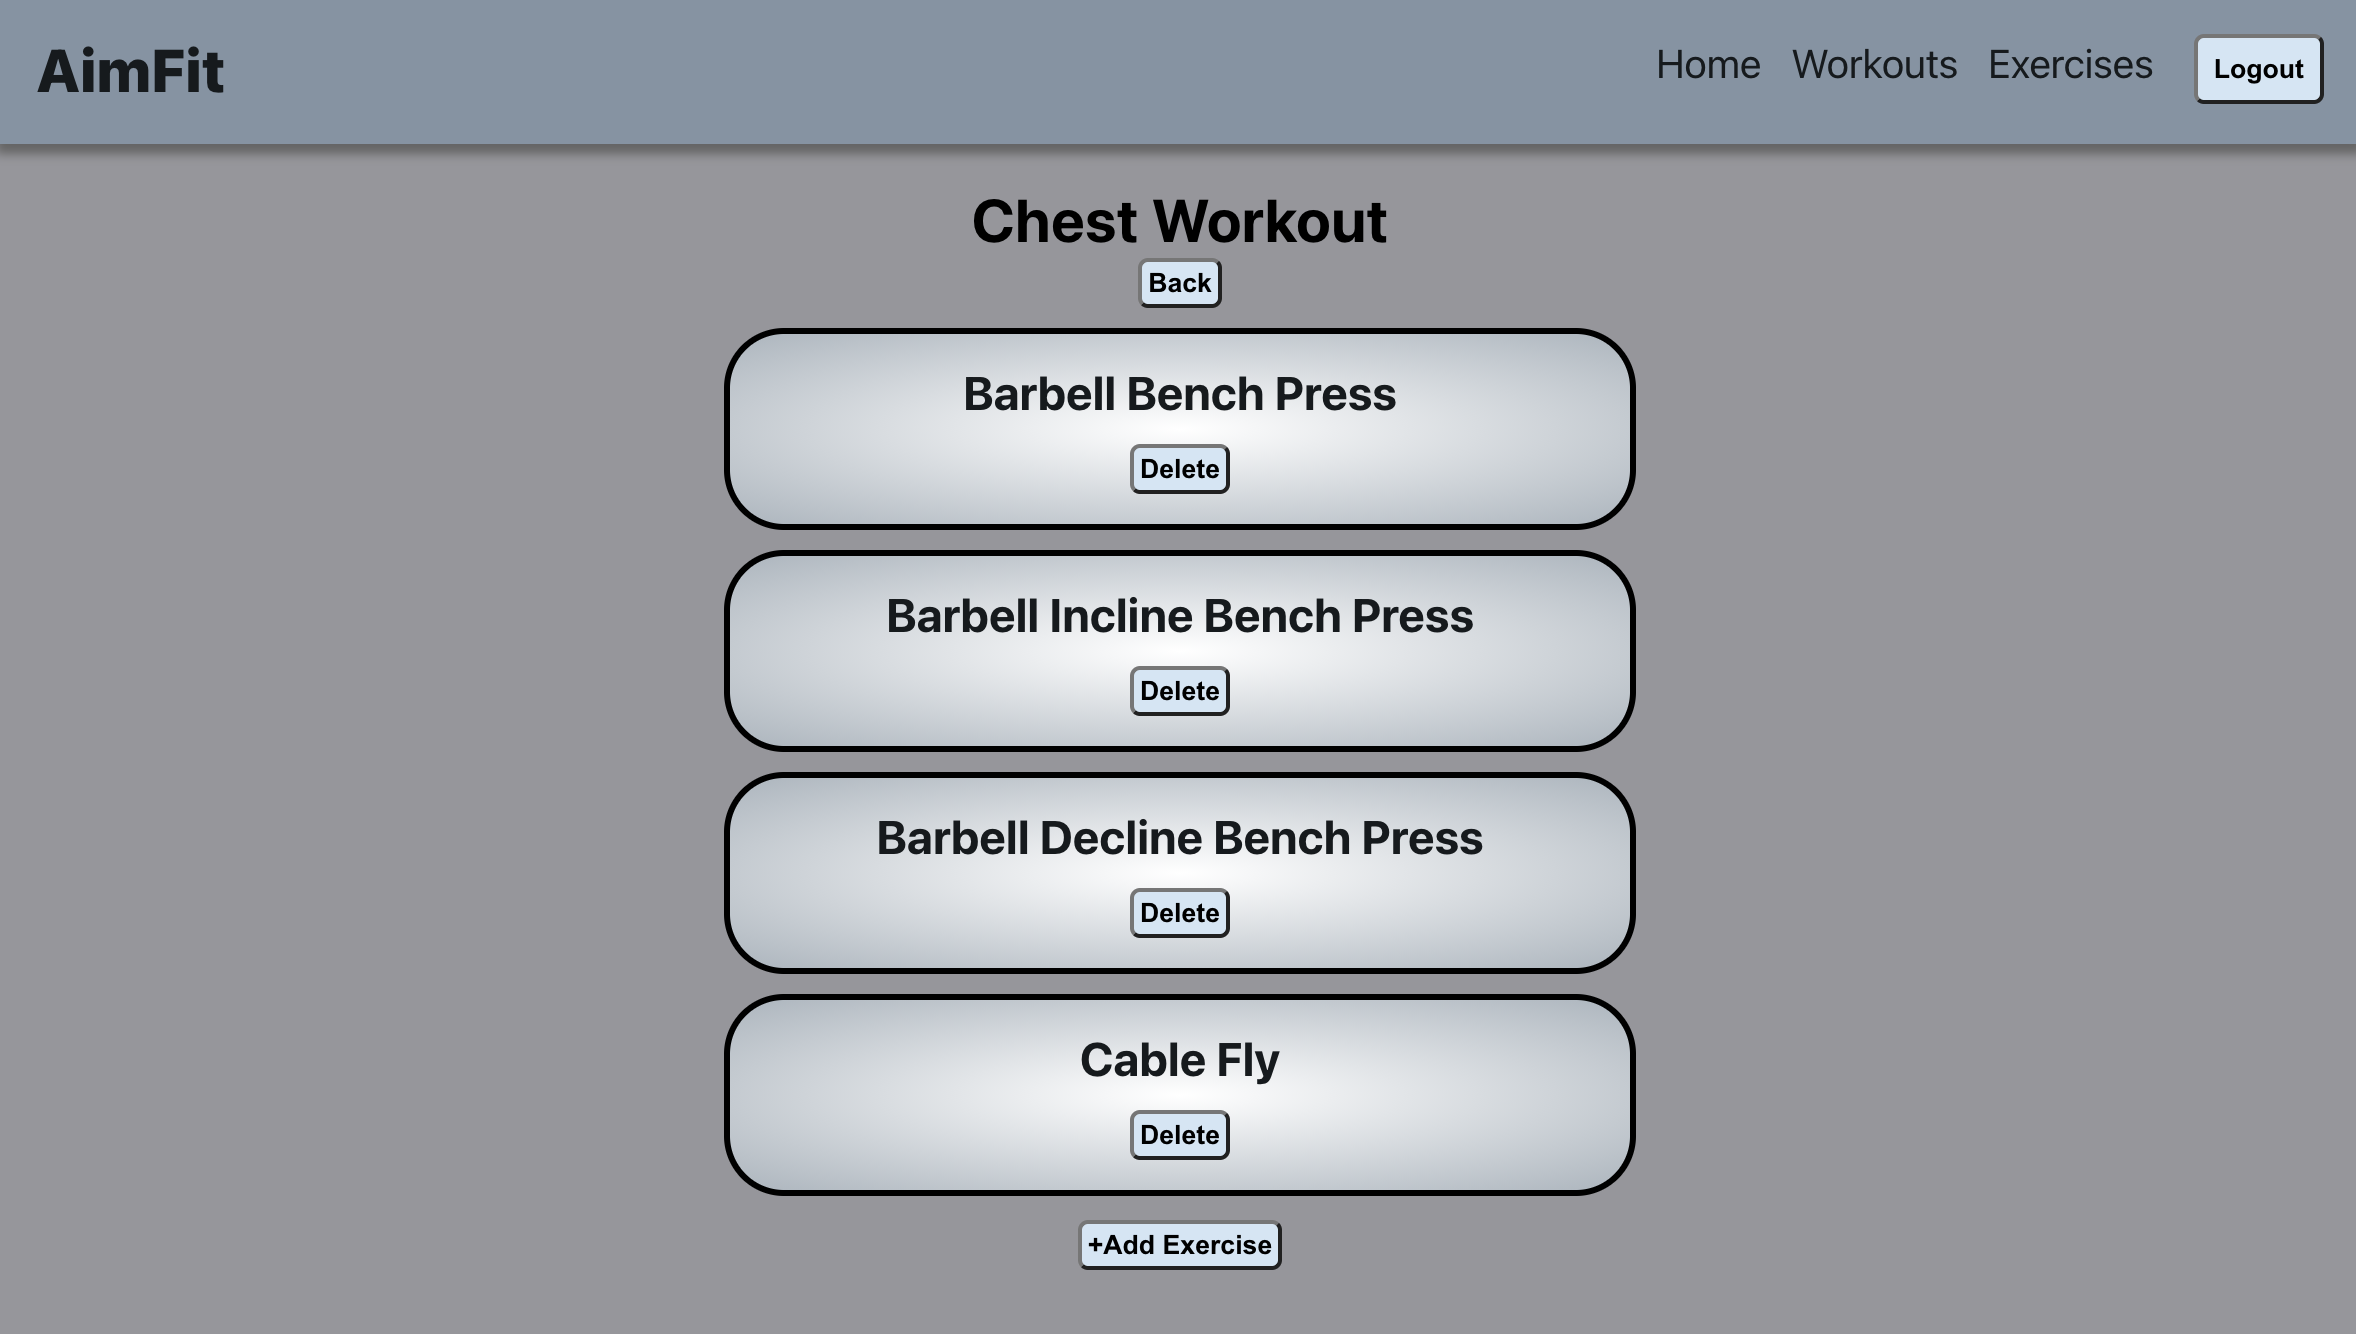 AimFit
Home Workouts Exercises Logout
Chest Workout
Back
Barbell Bench Press
Delete
Barbell Incline Bench Press
Delete
Barbell Decline Bench Press
Delete
Cable Fly
Delete
+Add Exercise